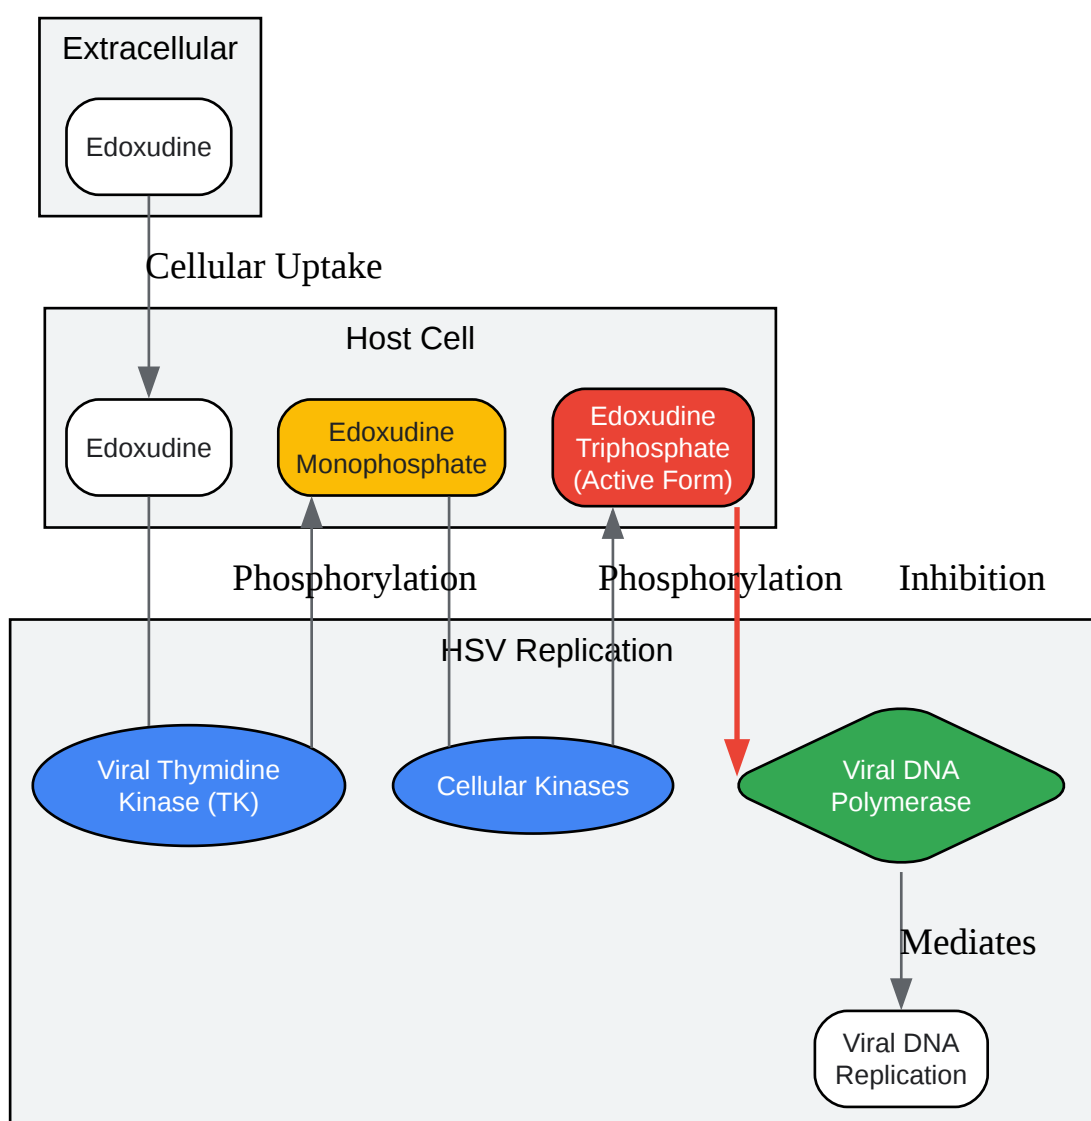 Extracellular
Edoxudine
Cellular Uptake
Host Cell
Edoxudine
Edoxudine
Monophosphate
Edoxudine
Triphosphate
(Active Form)
Phosphorylation
Phosphorylation
Inhibition
HSV Replication
Viral Thymidine
Kinase (TK)
Cellular Kinases
Viral DNA
Polymerase
Mediates
Viral DNA
Replication